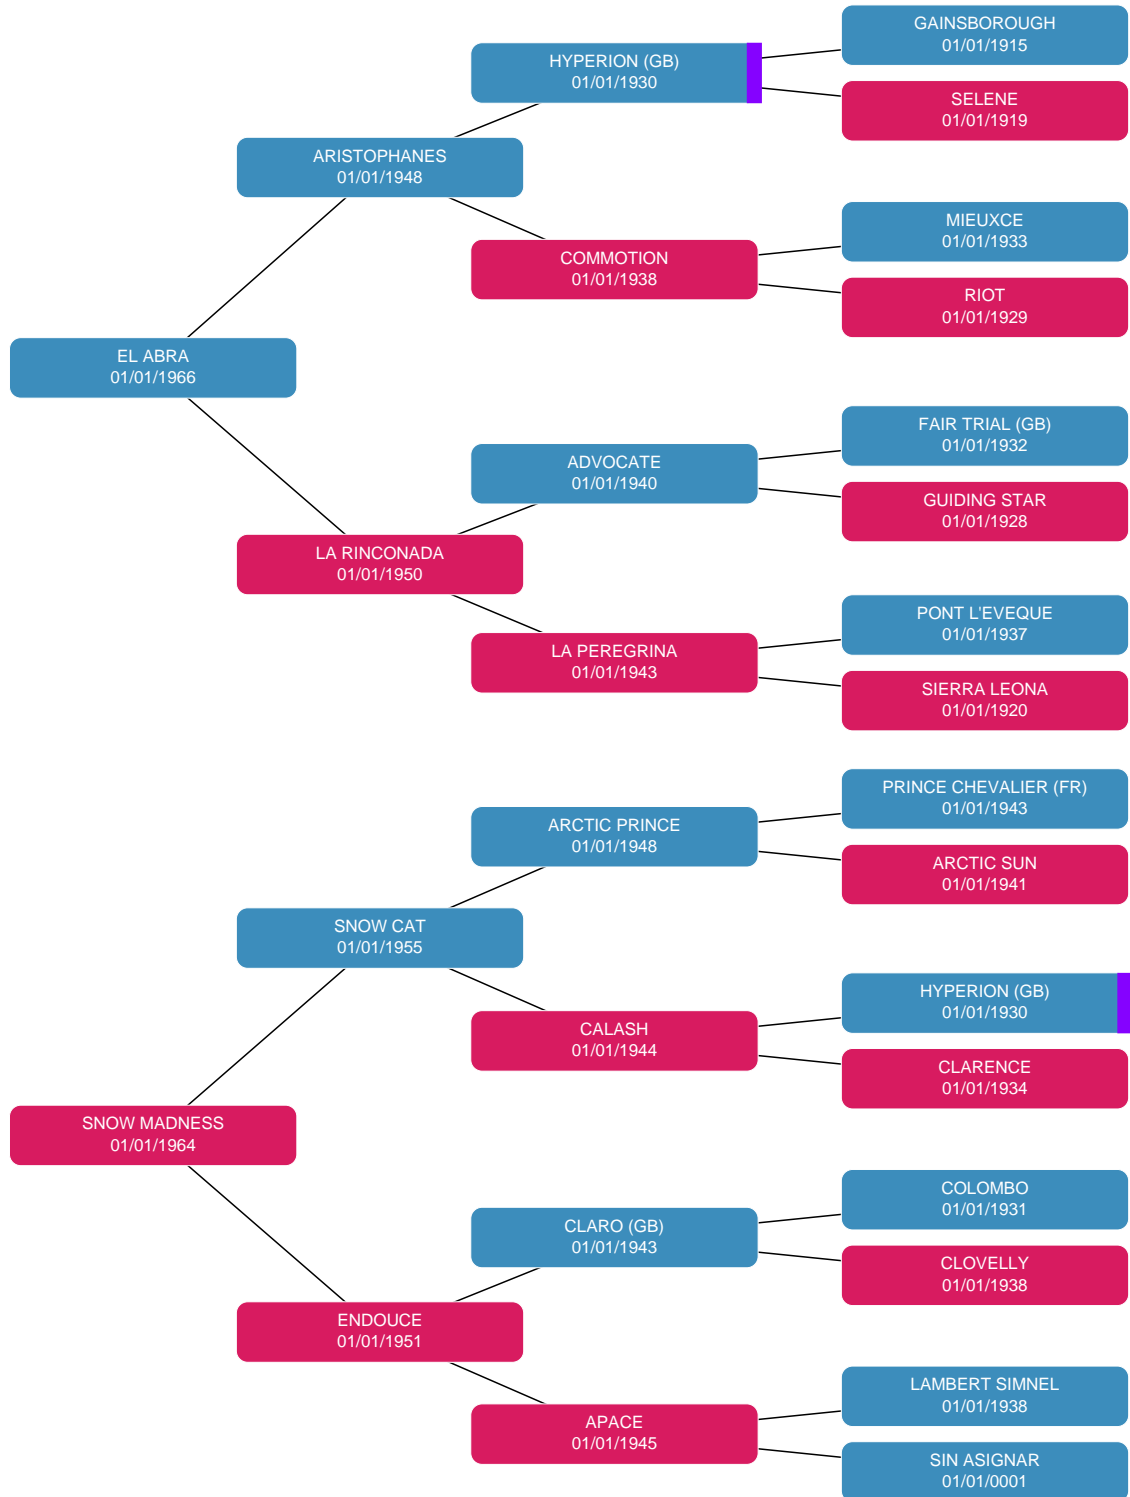 GAINSBOROUGH
01/01/1915
HYPERION (GB)
01/01/1930
SELENE
01/01/1919
ARISTOPHANES
01/01/1948
MIEUXCE
01/01/1933
COMMOTION
01/01/1938
RIOT
01/01/1929
EL ABRA
01/01/1966
FAIR TRIAL (GB)
01/01/1932
ADVOCATE
01/01/1940
GUIDING STAR
01/01/1928
LA RINCONADA
01/01/1950
PONT L'EVEQUE
01/01/1937
LA PEREGRINA
01/01/1943
SIERRA LEONA
01/01/1920
PRINCE CHEVALIER (FR)
01/01/1943
ARCTIC PRINCE
01/01/1948
ARCTIC SUN
01/01/1941
SNOW CAT
01/01/1955
HYPERION (GB)
01/01/1930
CALASH
01/01/1944
CLARENCE
01/01/1934
SNOW MADNESS
01/01/1964
COLOMBO
01/01/1931
CLARO (GB)
01/01/1943
CLOVELLY
01/01/1938
ENDOUCE
01/01/1951
LAMBERT SIMNEL
01/01/1938
APACE
01/01/1945
SIN ASIGNAR
01/01/0001